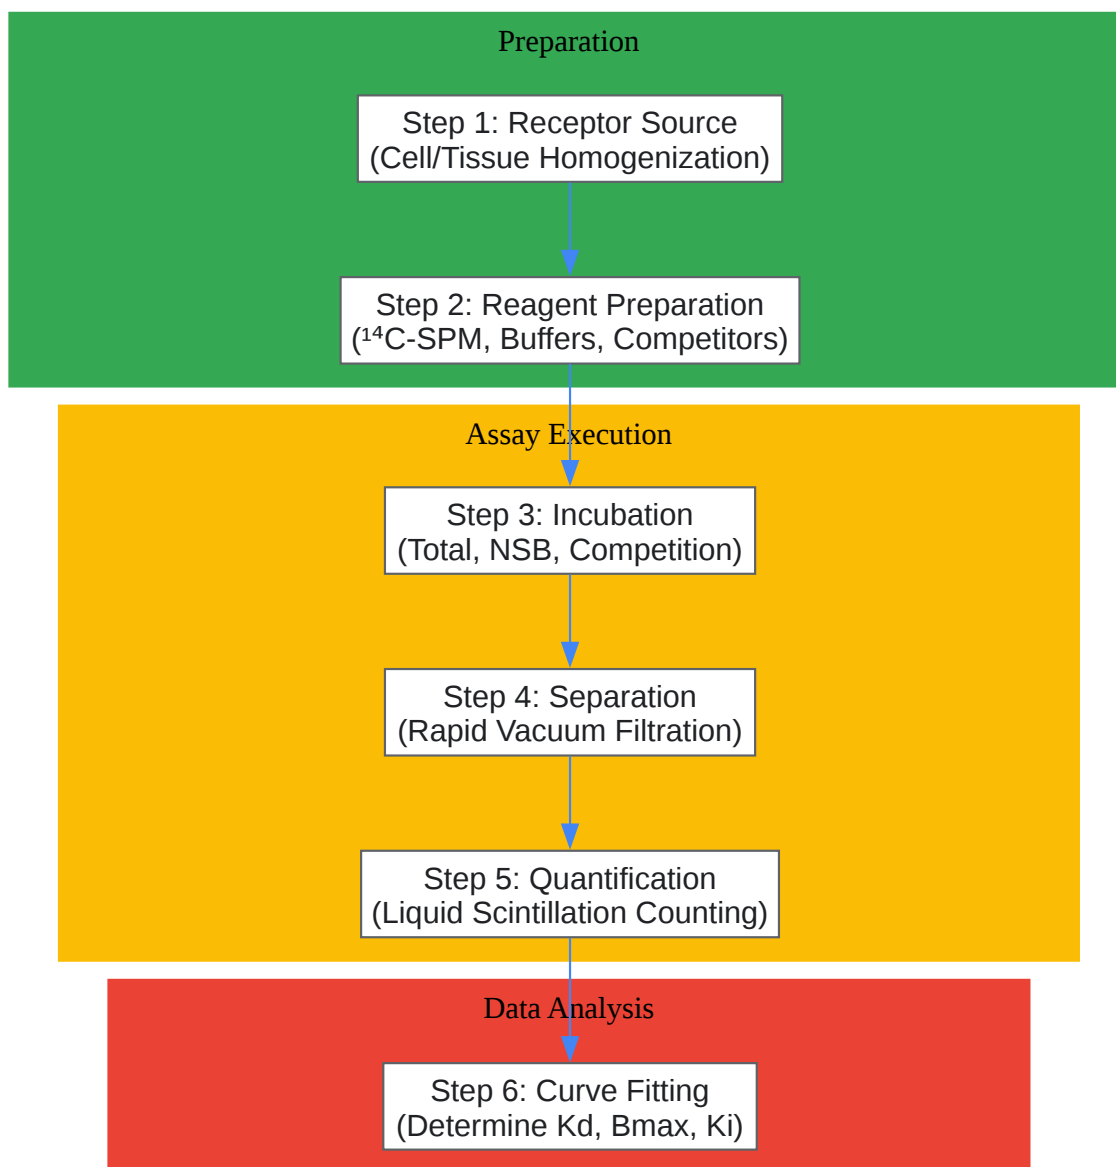 Preparation
Step 1: Receptor Source
(Cell/Tissue Homogenization)
Step 2: Reagent Preparation
(¹⁴C-SPM, Buffers, Competitors)
Assay Execution
Step 3: Incubation
(Total, NSB, Competition)
Step 4: Separation
(Rapid Vacuum Filtration)
Step 5: Quantification
(Liquid Scintillation Counting)
Data Analysis
Step 6: Curve Fitting
(Determine Kd, Bmax, Ki)